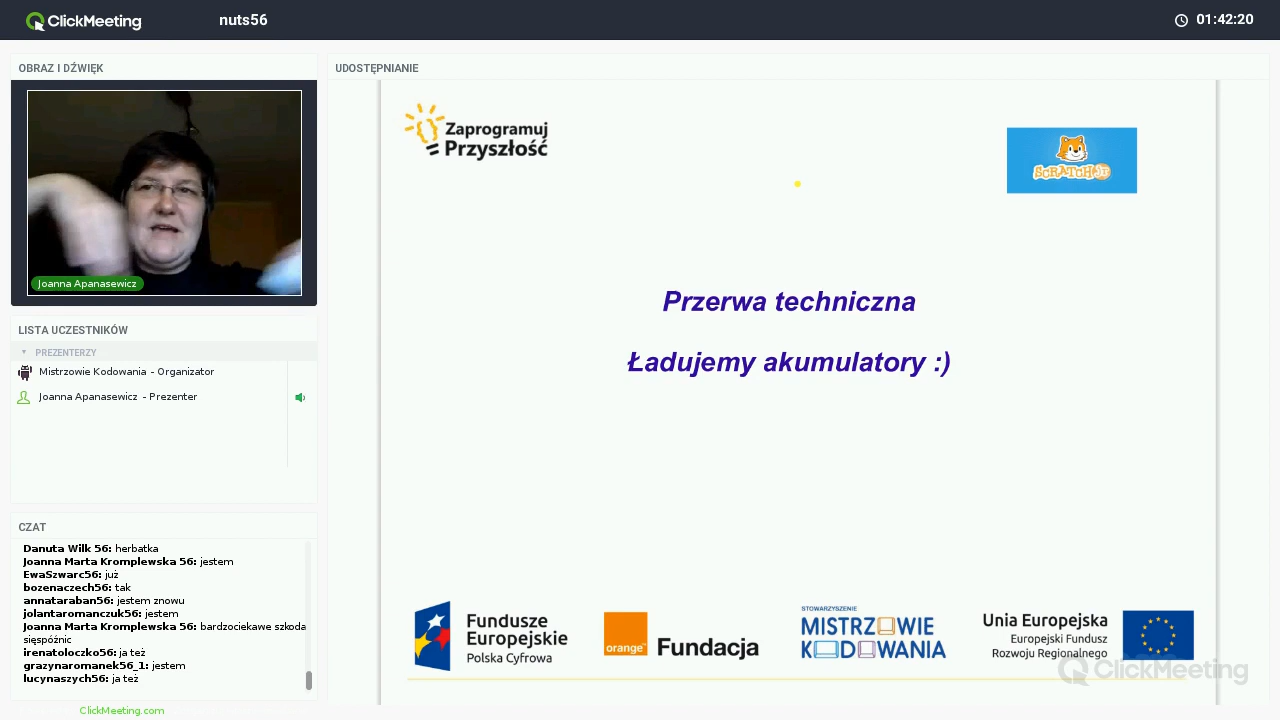 ClickMeeting
nuts56
01:42:20
OBRAZ I DŹWIĘK
Joanna Apanasewicz
LISTA UCZESTNIKÓW
PREZENTERZY
Mistrzowie Kodowania - Organizator
Joanna Apanasewicz - Prezenter
CZAT
Danuta Wilk 56: herbatka
Joanna Marta Kromplewska 56: jestem
EwaSzwarc56: już
bozenaczech56: tak
annataraban56: jestem znowu
jolantaromanczuk56: jestem
Joanna Marta Kromplewska 56: bardzociekawe szkoda
sięspóźnic
irenatoloczko56: ja też
grazynaromanek56_1: jestem
lucynaszych56: ja też
ClickMeeting.com
UDOSTĘPNIANIE
Zaprogramuj
Przyszłość
SCRATCH Jr
Przerwa techniczna
Ładujemy akumulatory :)
Fundusze
Europejskie
Polska Cyfrowa
orange™
Fundacja
STOWARZYSZENIE
MISTRZOWIE
KODOWANIA
Unia Europejska
Europejski Fundusz
Rozwoju Regionalnego
ClickMeeting